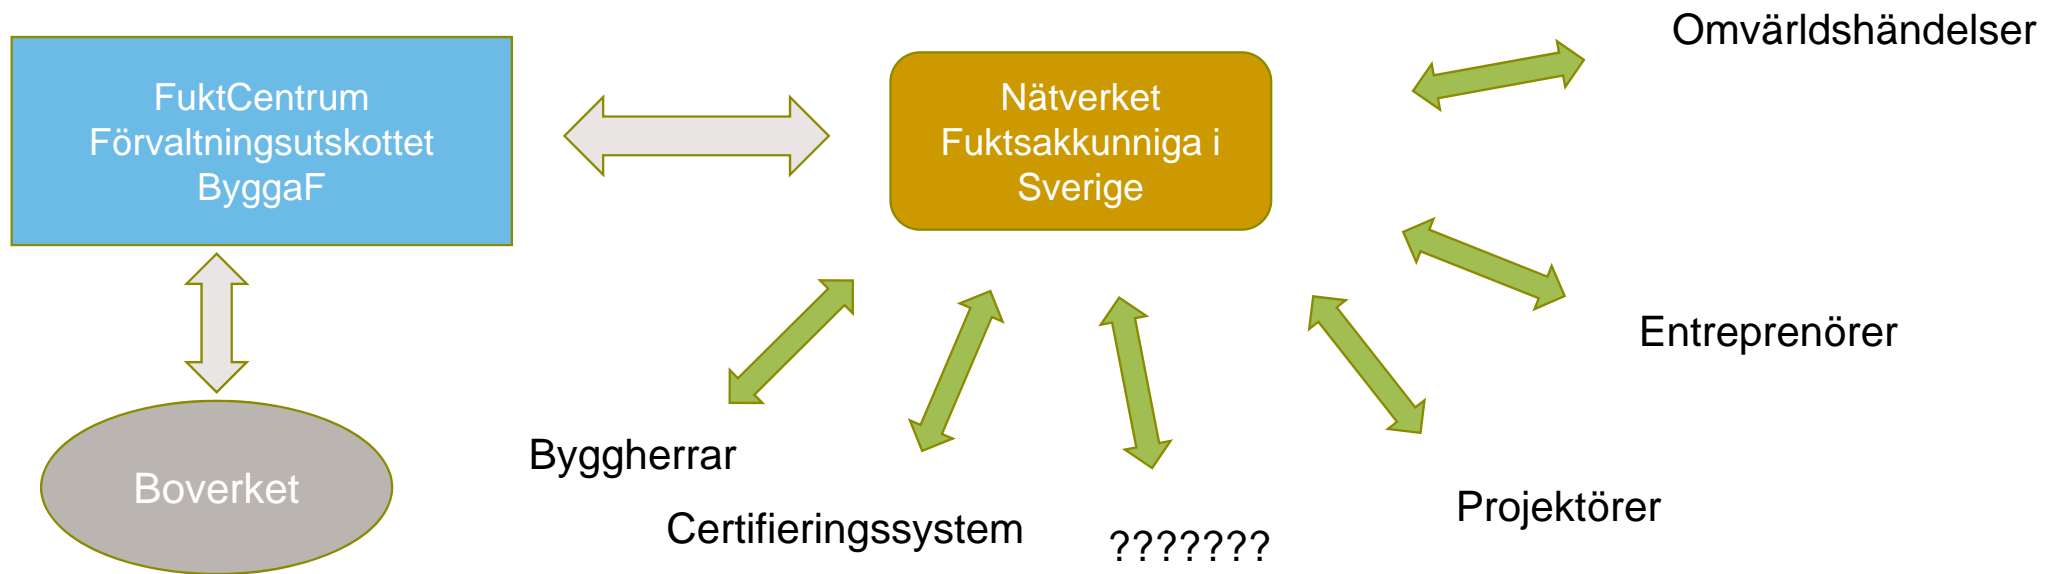 Omvärldshändelser
FuktCentrum
Förvaltningsutskottet
ByggaF
Nätverket
Fuktsakkunniga i
Sverige
Entreprenörer
Byggherrar
Boverket
Projektörer
Certifieringssystem
???????